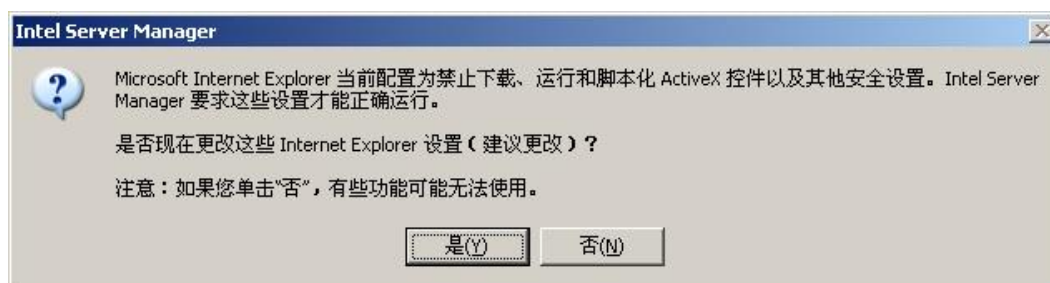 Intel Server Manager
Microsoft Internet Explorer 当前配置为禁止下载、运行和脚本化 ActiveX 控件以及其他安全设置。Intel Server
Manager 要求这些设置才能正确运行。
是否现在更改这些 Internet Explorer 设置(建议更改)?
注意:如果您单击"否",有些功能可能无法使用。
是(Y)
否(N)